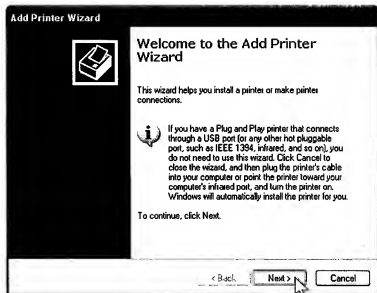 Add Printer Wizard
Welcome to the Add Printer
Wizard
This wizard helps you install a printer or make printer
connections.
If you have a Plug and Play printer that connects
through a USB port (or any other hot pluggable
port, such as IEEE 1394, infrared, and so on), you
do not need to use this wizard. Click Cancel to
close the wizard, and then plug the printer's cable
into your computer or point the printer toward your
computer's infrared port, and turn the printer on.
Windows will automatically install the printer for you.
To continue, click Next.
< Back Next > Cancel